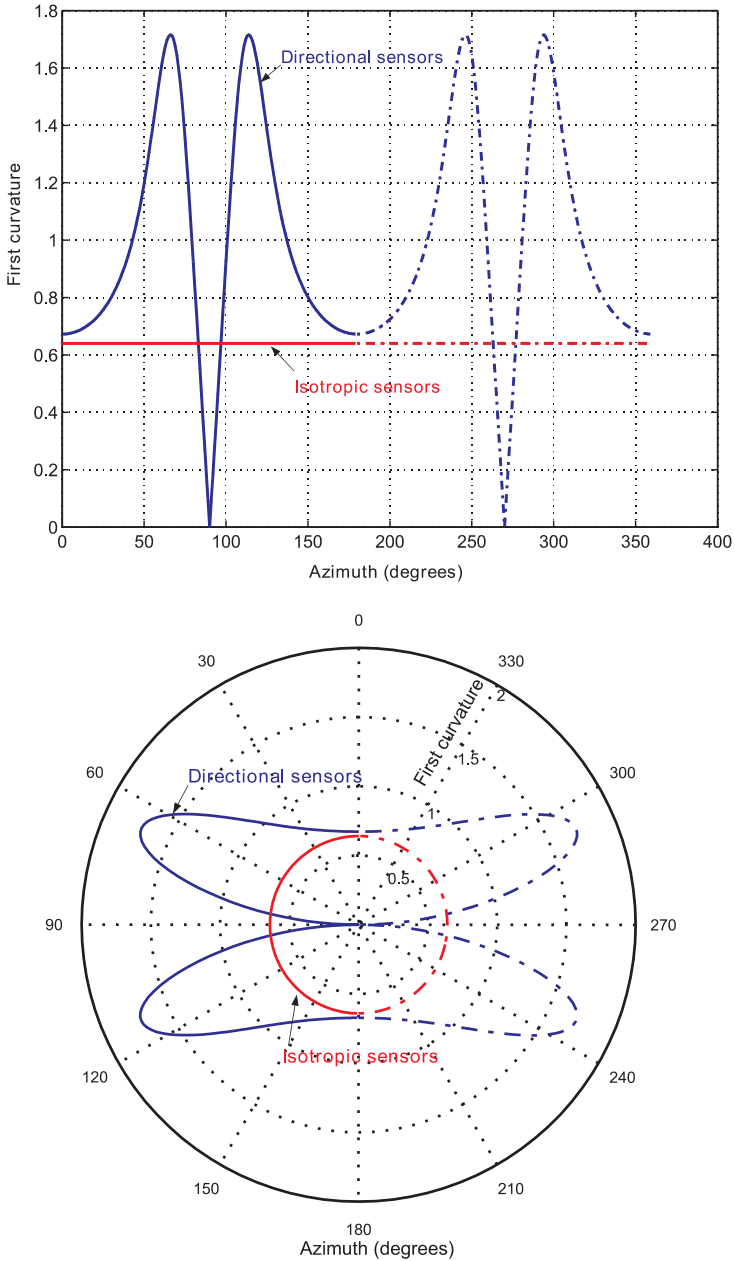 1.8
1.6
1.4
1.2
1
0.8
0.6
0.4
0.2
0
First curvature
Directional sensors
Isotropic sensors
0 50 100 150 200 250 300 350 400
Azimuth (degrees)
0
30
330
2
First curvature
1.5
60
300
Directional sensors
1
0.5
90
270
Isotropic sensors
120
240
150
210
180
Azimuth (degrees)